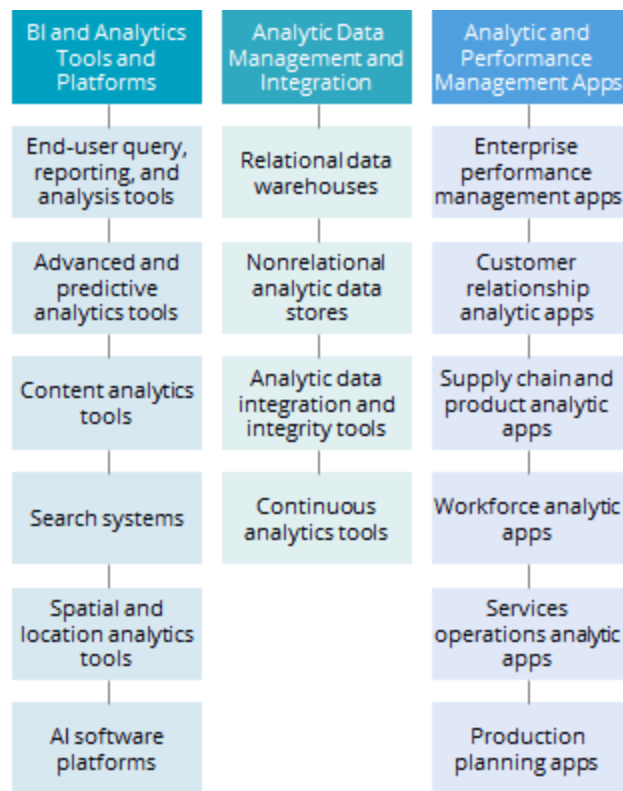 BI and Analytics
Tools and
Platforms
End-user query,
reporting, and
analysis tools
Advanced and
predictive
analytics tools
Content analytics
tools
Search systems
Spatial and
location analytics
tools
AI software
platforms
Analytic Data
Management and
Integration
Relational data
warehouses
Nonrelational
analytic data
stores
Analytic data
integration and
integrity tools
Continuous
analytics tools
Analytic and
Performance
Management Apps
Enterprise
performance
management apps
Customer
relationship
analytic apps
Supply chain and
product analytic
apps
Workforce analytic
apps
Services
operations analytic
apps
Production
planning apps